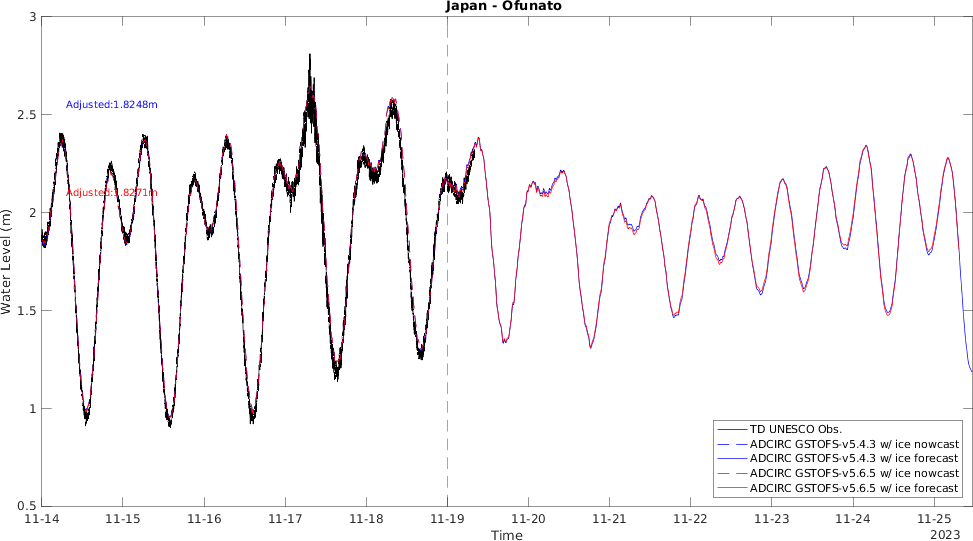 Japan - Ofunato
3
2.5
2
1.5
1
0.5
Water Level (m)
Adjusted:1.8248m
Adjusted:1.8271m
TD UNESCO Obs.
ADCIRC GSTOFS-v5.4.3 w/ ice nowcast
ADCIRC GSTOFS-v5.4.3 w/ ice forecast
ADCIRC GSTOFS-v5.6.5 w/ ice nowcast
ADCIRC GSTOFS-v5.6.5 w/ ice forecast
11-14 11-15 11-16 11-17 11-18 11-19 11-20 11-21 11-22 11-23 11-24 11-25
Time
2023